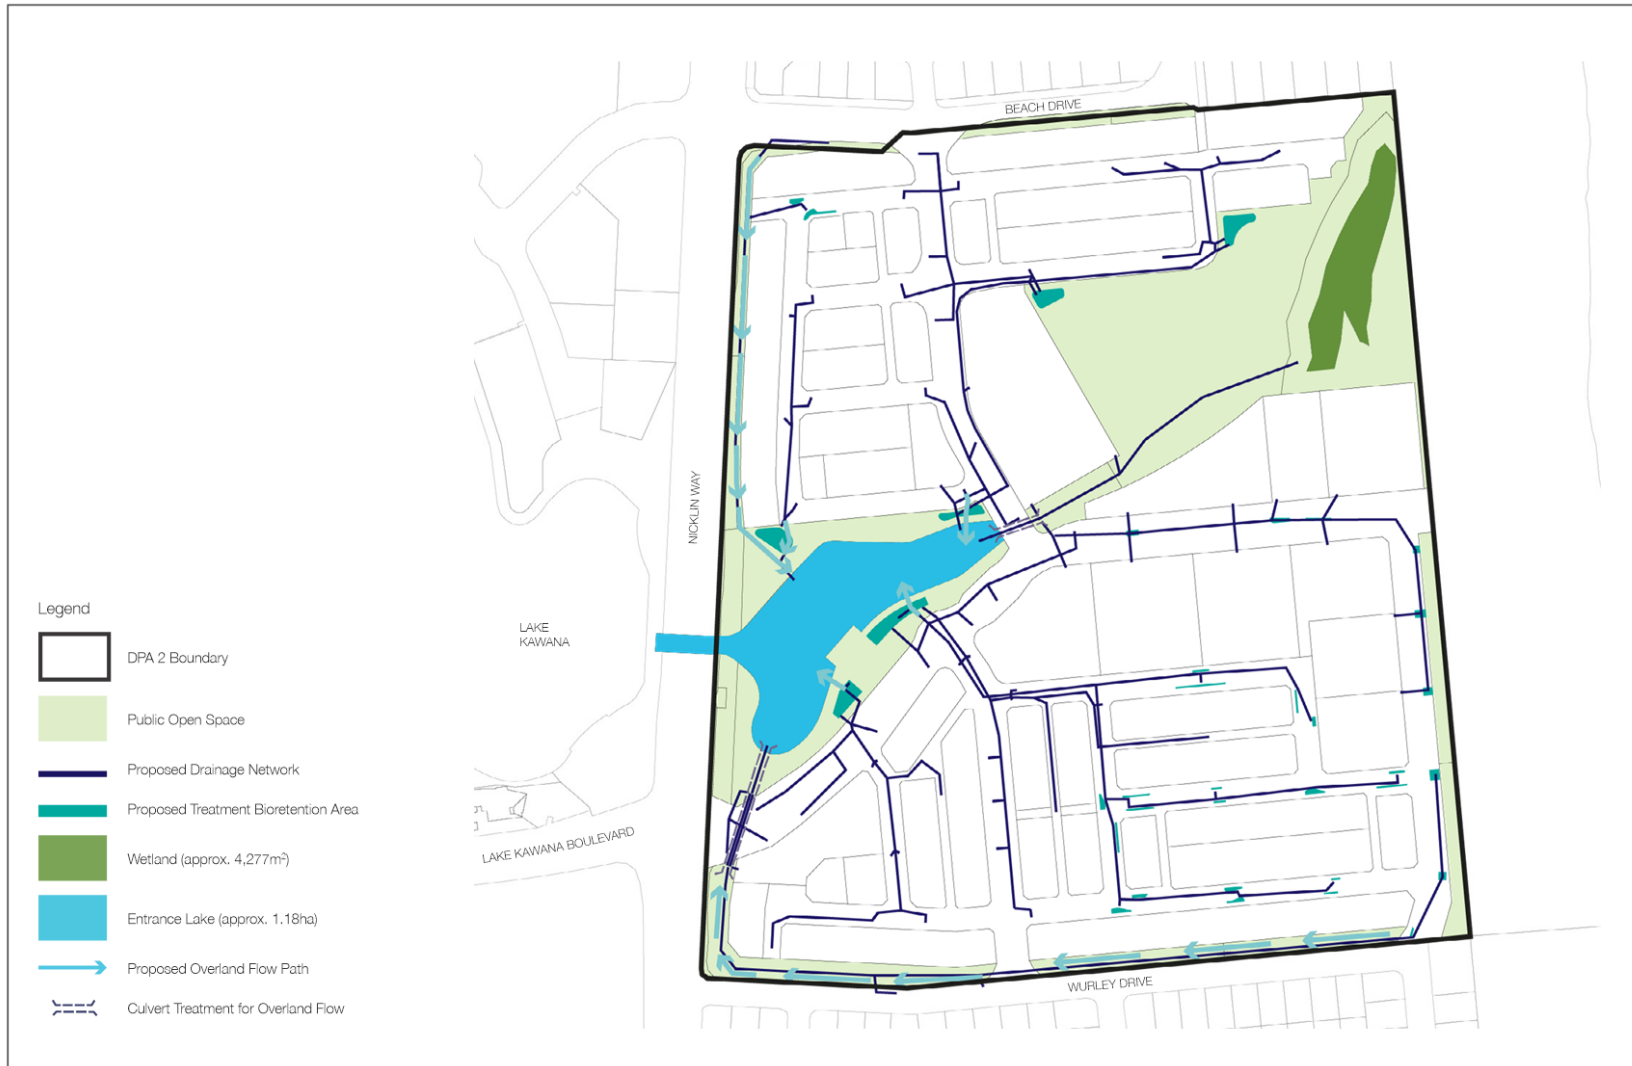 BEACH DRIVE
NICKLIN WAY
LAKE
KAWANA
LAKE KAWANA BOULEVARD
WURLEY DRIVE
Legend
DPA 2 Boundary
Public Open Space
Proposed Drainage Network
Proposed Treatment Bioretention Area
Wetland (approx. 4,277m²)
Entrance Lake (approx. 1.18ha)
Proposed Overland Flow Path
Culvert Treatment for Overland Flow